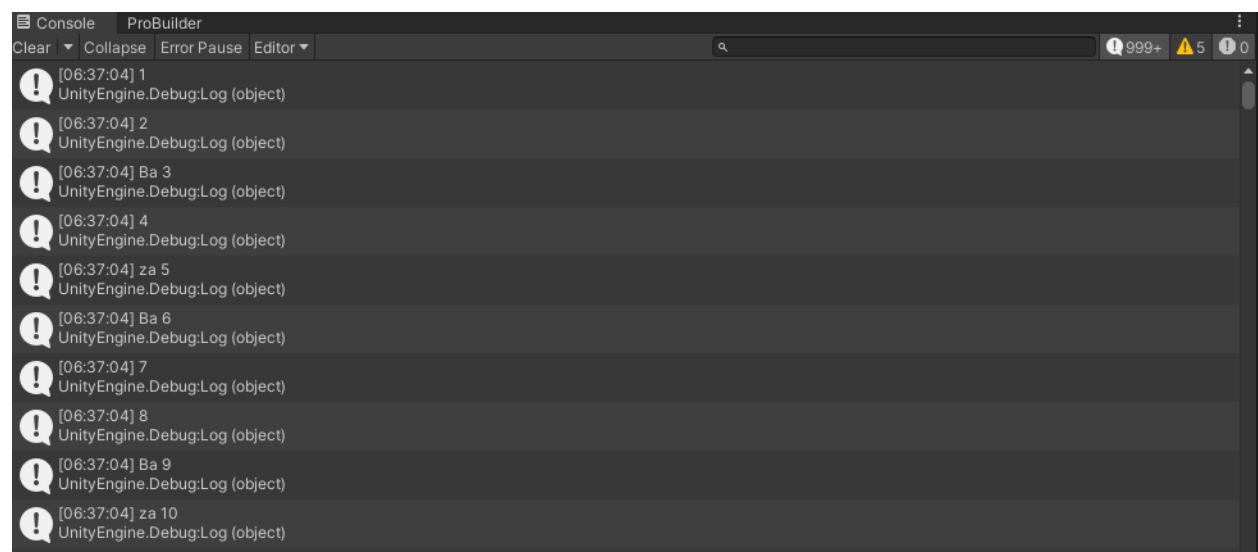 Console ProBuilder
Clear Collapse Error Pause Editor 999+ 5 0
[06:37:04] 1
UnityEngine.Debug:Log (object)
[06:37:04] 2
UnityEngine.Debug:Log (object)
[06:37:04] Ba 3
UnityEngine.Debug:Log (object)
[06:37:04] 4
UnityEngine.Debug:Log (object)
[06:37:04] za 5
UnityEngine.Debug:Log (object)
[06:37:04] Ba 6
UnityEngine.Debug:Log (object)
[06:37:04] 7
UnityEngine.Debug:Log (object)
[06:37:04] 8
UnityEngine.Debug:Log (object)
[06:37:04] Ba 9
UnityEngine.Debug:Log (object)
[06:37:04] za 10
UnityEngine.Debug:Log (object)